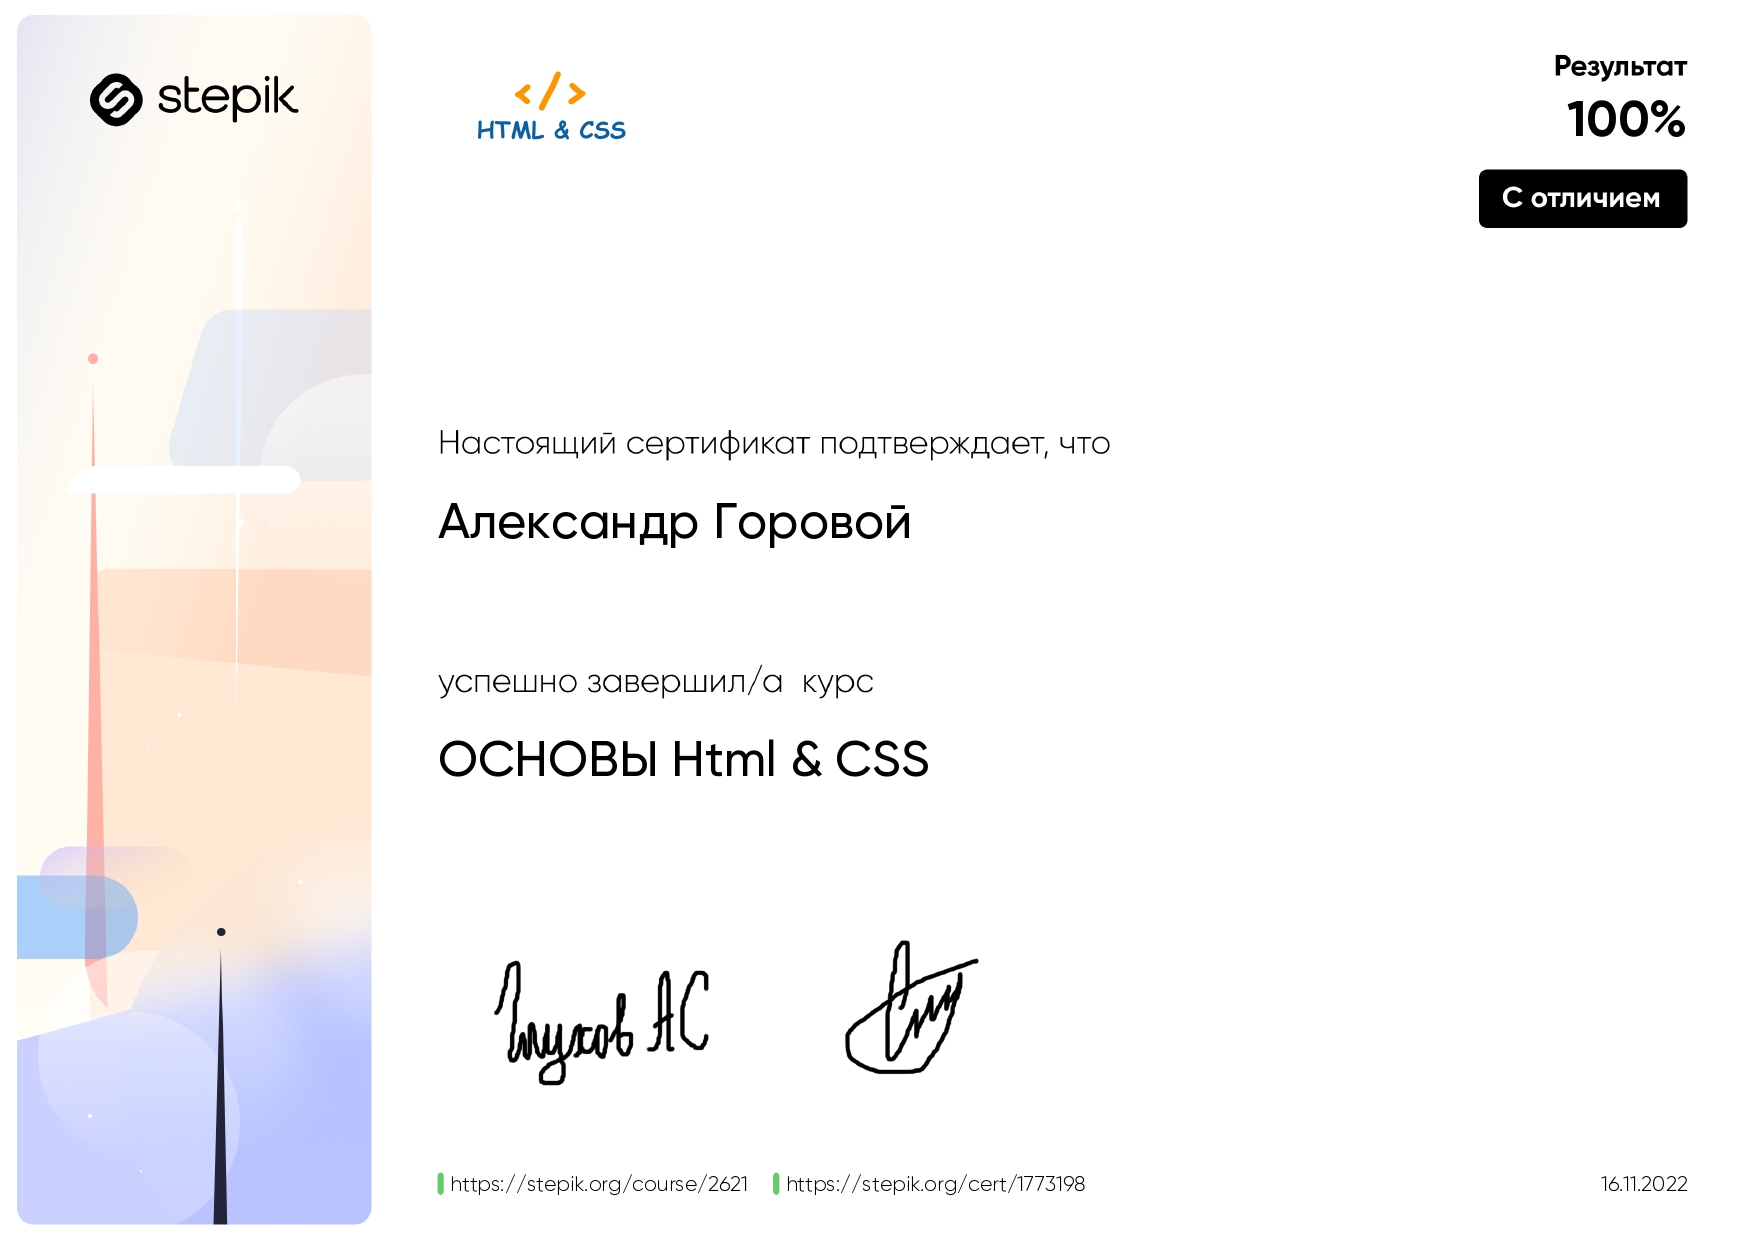 stepik
</>
HTML & CSS
Результат
100%
С отличием
Настоящий сертификат подтверждает, что
Александр Горовой
успешно завершил/а курс
ОСНОВЫ Html & CSS
Глухов АС
https://stepik.org/course/2621
https://stepik.org/cert/1773198
16.11.2022